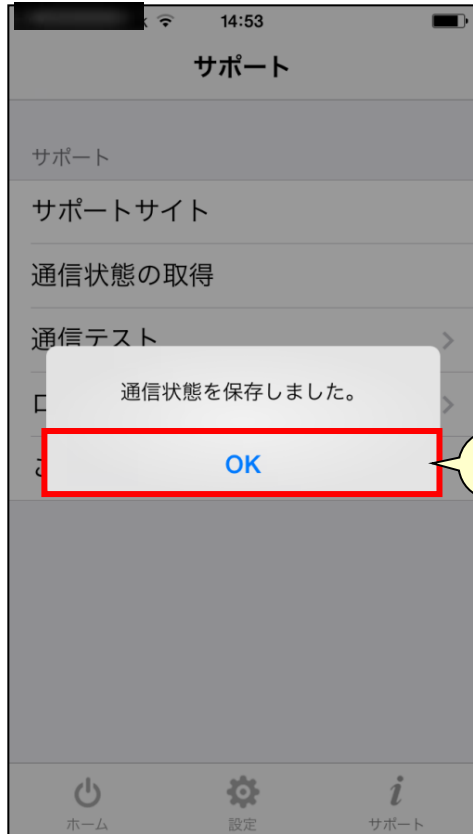 14:53
サポート
サポート
サポートサイト
通信状態の取得
通信テスト
通信状態を保存しました。
OK
ホーム
設定
サポート